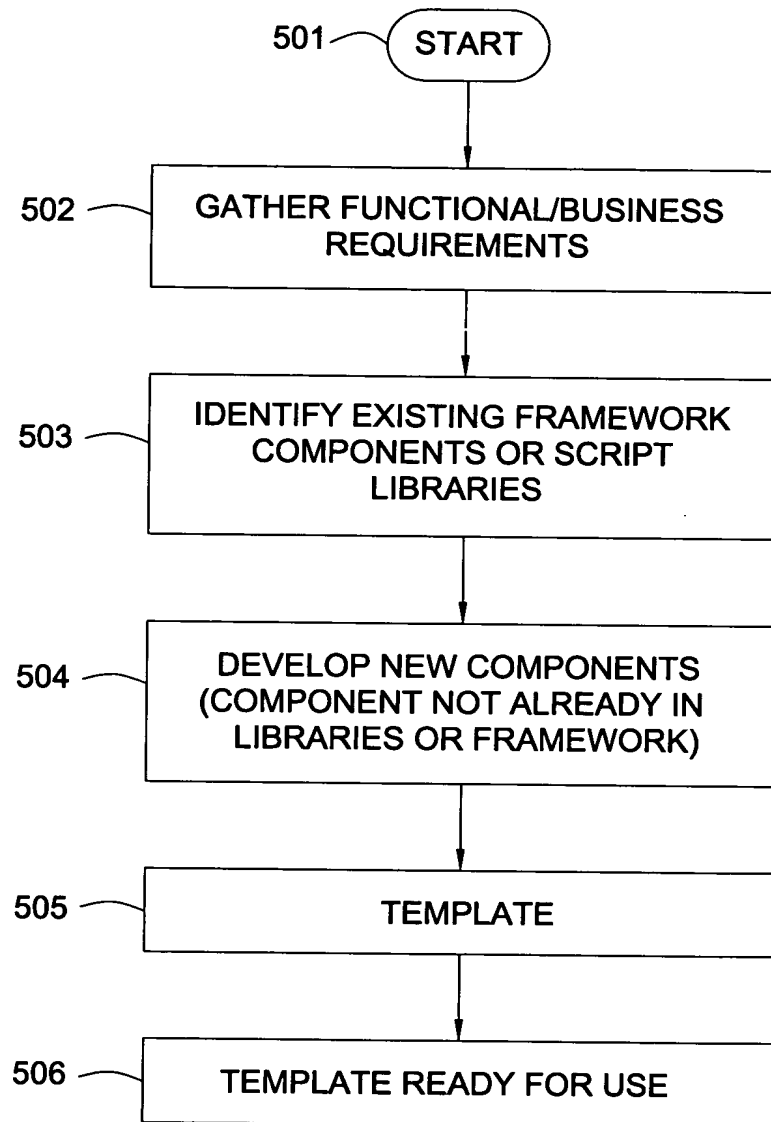 501
START
502
GATHER FUNCTIONAL/BUSINESS
REQUIREMENTS
503
IDENTIFY EXISTING FRAMEWORK
COMPONENTS OR SCRIPT
LIBRARIES
504
DEVELOP NEW COMPONENTS
(COMPONENT NOT ALREADY IN
LIBRARIES OR FRAMEWORK)
505
TEMPLATE
506
TEMPLATE READY FOR USE